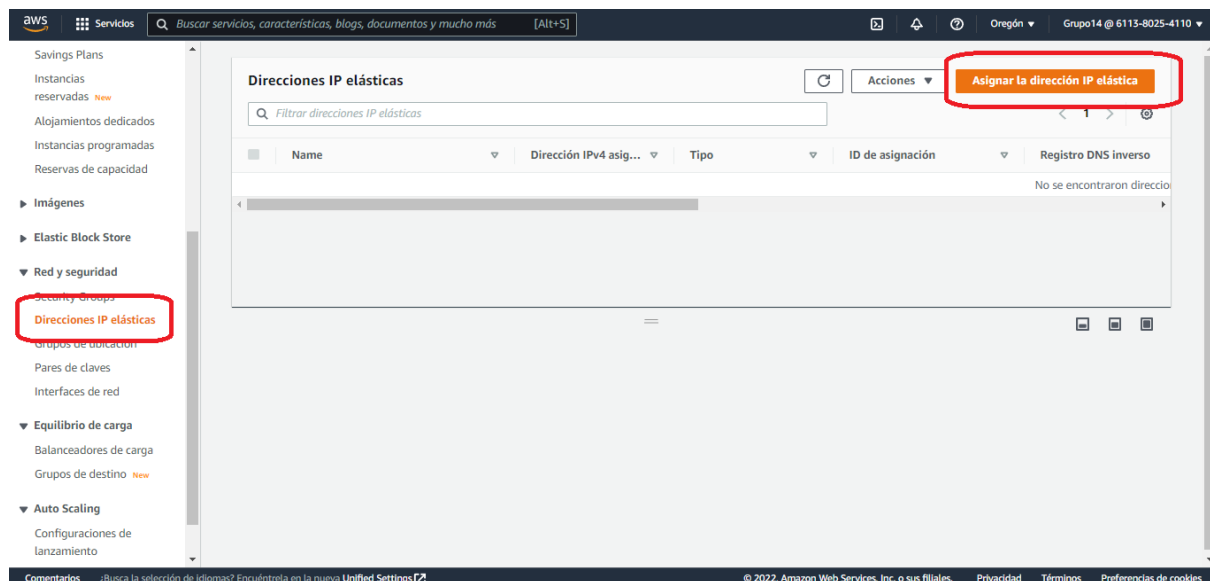 aws Servicios Buscar servicios, características, blogs, documentos y mucho más [Alt+S] Oregón Grupo14 @ 6113-8025-4110
Savings Plans
Instancias
reservadas New
Alojamientos dedicados
Instancias programadas
Reservas de capacidad
Imágenes
Elastic Block Store
Red y seguridad
Security Groups
Direcciones IP elásticas
Grupos de ubicación
Pares de claves
Interfaces de red
Equilibrio de carga
Balanceadores de carga
Grupos de destino New
Auto Scaling
Configuraciones de
lanzamiento
Direcciones IP elásticas Acciones Asignar la dirección IP elástica
Filtrar direcciones IP elásticas 1
Name Dirección IPv4 asig... Tipo ID de asignación Registro DNS inverso
No se encontraron direccio
Comentarios ¿Busca la selección de idiomas? Encuéntrela en la nueva Unified Settings © 2022, Amazon Web Services, Inc. o sus filiales. Privacidad Términos Preferencias de cookies